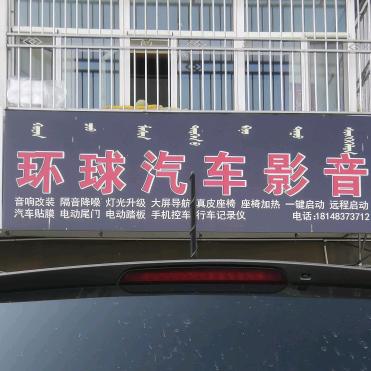 环球汽车影音
音响改装 隔音降噪 灯光升级 大屏导航 真皮座椅 座椅加热 一键启动 远程启动
汽车贴膜 电动尾门 电动踏板 手机控车 行车记录仪 电话:18148373712